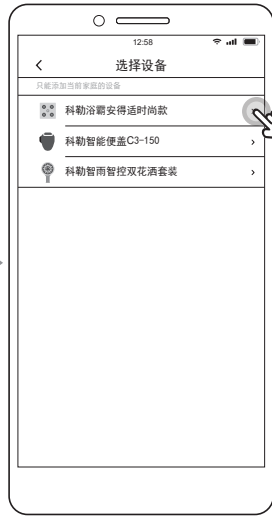 12:58
选择设备
只能添加当前家庭的设备
科勒浴霸安得适时尚款
科勒智能便盖C3-150
科勒智雨智控双花洒套装